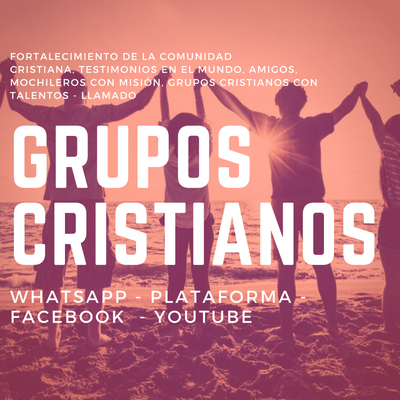 FORTALECIMIENTO DE LA COMUNIDAD
CRISTIANA, TESTIMONIOS EN EL MUNDO, AMIGOS,
MOCHILEROS CON MISIÓN, GRUPOS CRISTIANOS CON
TALENTOS - LLAMADO
GRUPOS
CRISTIANOS
WHATSAPP - PLATAFORMA -
FACEBOOK - YOUTUBE